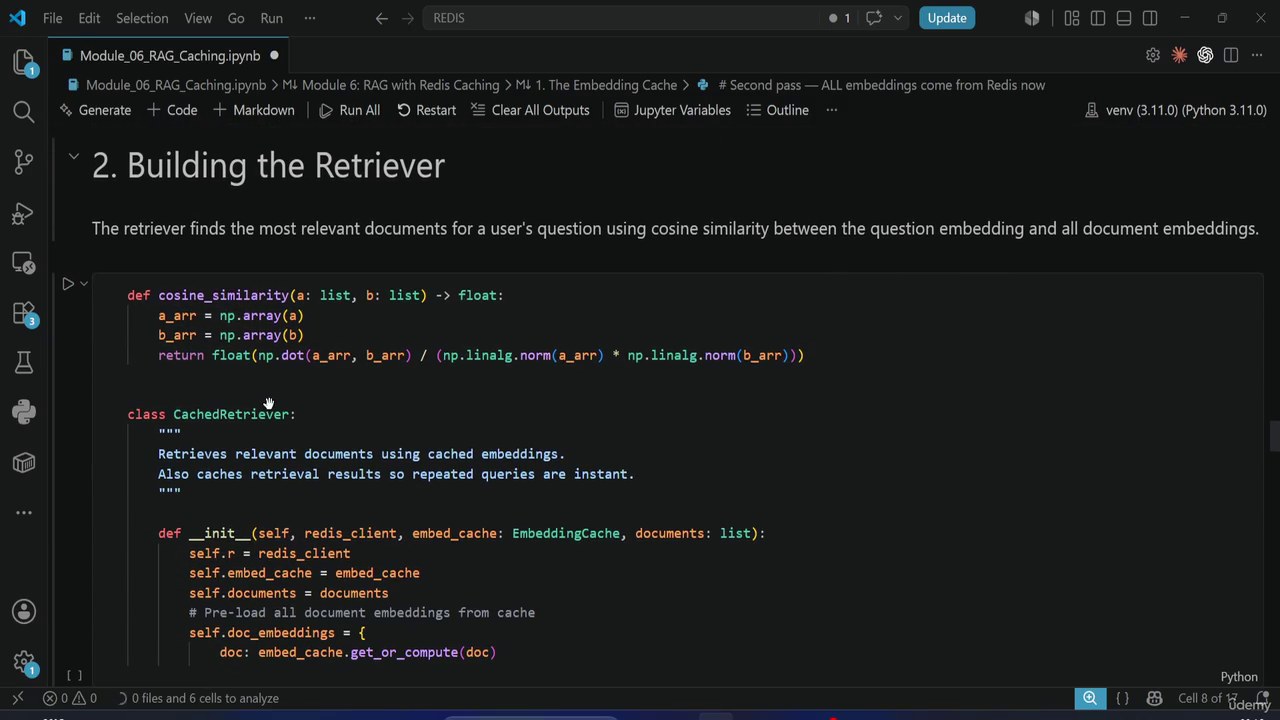 File Edit Selection View Go Run ··· REDIS 1 Update
Module_06_RAG_Caching.ipynb
Module_06_RAG_Caching.ipynb > M↓ Module 6: RAG with Redis Caching > M↓ 1. The Embedding Cache > # Second pass — ALL embeddings come from Redis now
Generate + Code + Markdown Run All Restart Clear All Outputs Jupyter Variables Outline ··· venv (3.11.0) (Python 3.11.0)
2. Building the Retriever
The retriever finds the most relevant documents for a user's question using cosine similarity between the question embedding and all document embeddings.
def cosine_similarity(a: list, b: list) -> float:
a_arr = np.array(a)
b_arr = np.array(b)
return float(np.dot(a_arr, b_arr) / (np.linalg.norm(a_arr) * np.linalg.norm(b_arr)))
class CachedRetriever:
"""
Retrieves relevant documents using cached embeddings.
Also caches retrieval results so repeated queries are instant.
"""
def __init__(self, redis_client, embed_cache: EmbeddingCache, documents: list):
self.r = redis_client
self.embed_cache = embed_cache
self.documents = documents
# Pre-load all document embeddings from cache
self.doc_embeddings = {
doc: embed_cache.get_or_compute(doc)
[ ]
Python
1
3
1
0 0 0 files and 6 cells to analyze { } Cell 8 of 17
udemy